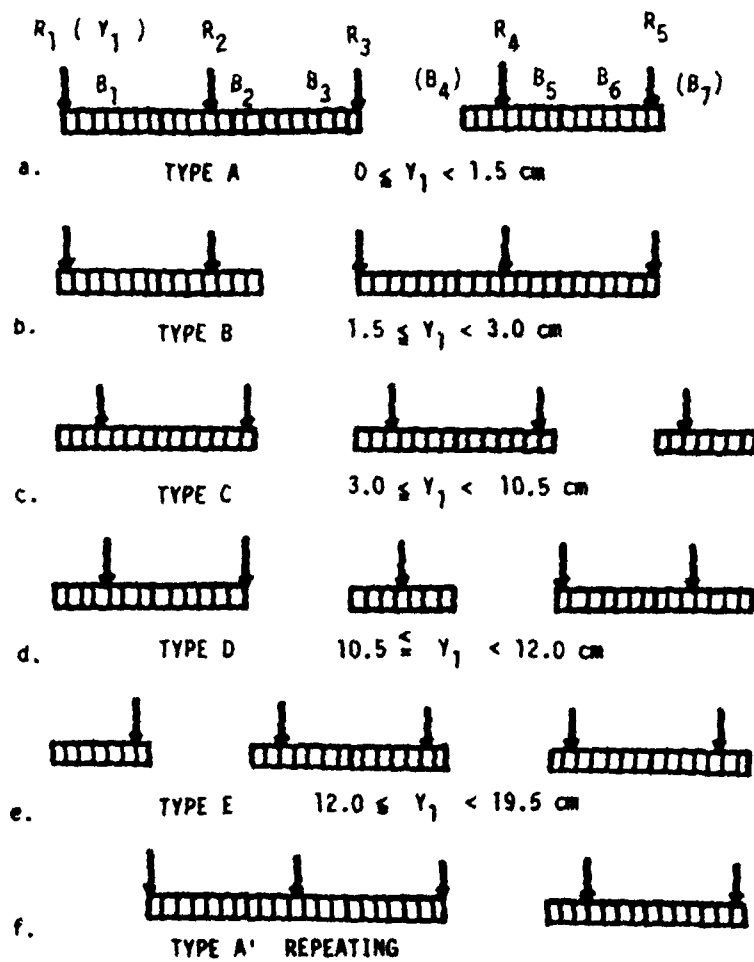 R1 ( Y1 ) R2 R3 R4 R5
B1 B2 B3 (B4) B5 B6 (B7)
a. TYPE A 0 ≦ Y1 < 1.5 cm
b. TYPE B 1.5 ≦ Y1 < 3.0 cm
c. TYPE C 3.0 ≦ Y1 < 10.5 cm
d. TYPE D 10.5 ≦ Y1 < 12.0 cm
e. TYPE E 12.0 ≦ Y1 < 19.5 cm
f. TYPE A' REPEATING